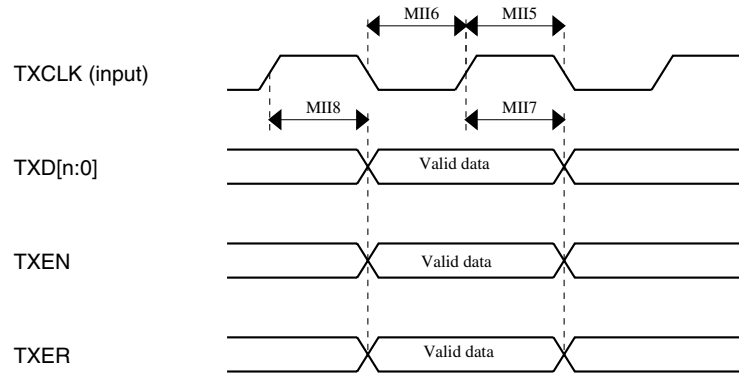 MII6 MII5
TXCLK (input)
MII8 MII7
TXD[n:0] Valid data
TXEN Valid data
TXER Valid data